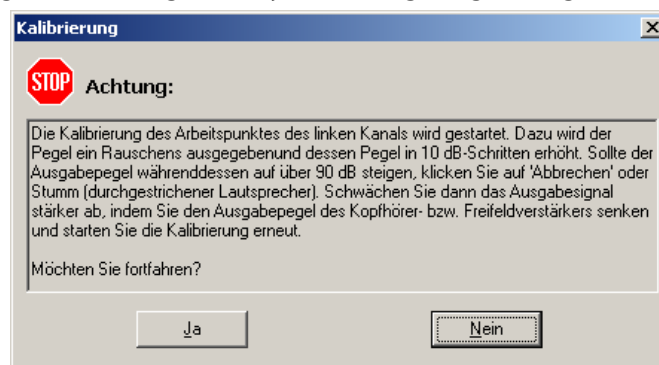 Kalibrierung
STOP Achtung:
Die Kalibrierung des Arbeitspunktes des linken Kanals wird gestartet. Dazu wird der
Pegel ein Rauschens ausgegebenund dessen Pegel in 10 dB-Schritten erhöht. Sollte der
Ausgabepegel währenddessen auf über 90 dB steigen, klicken Sie auf 'Abbrechen' oder
Stumm (durchgestrichener Lautsprecher). Schwächen Sie dann das Ausgabesignal
stärker ab, indem Sie den Ausgabepegel des Kopfhörer- bzw. Freifeldverstärkers senken
und starten Sie die Kalibrierung erneut.
Möchten Sie fortfahren?
Ja Nein